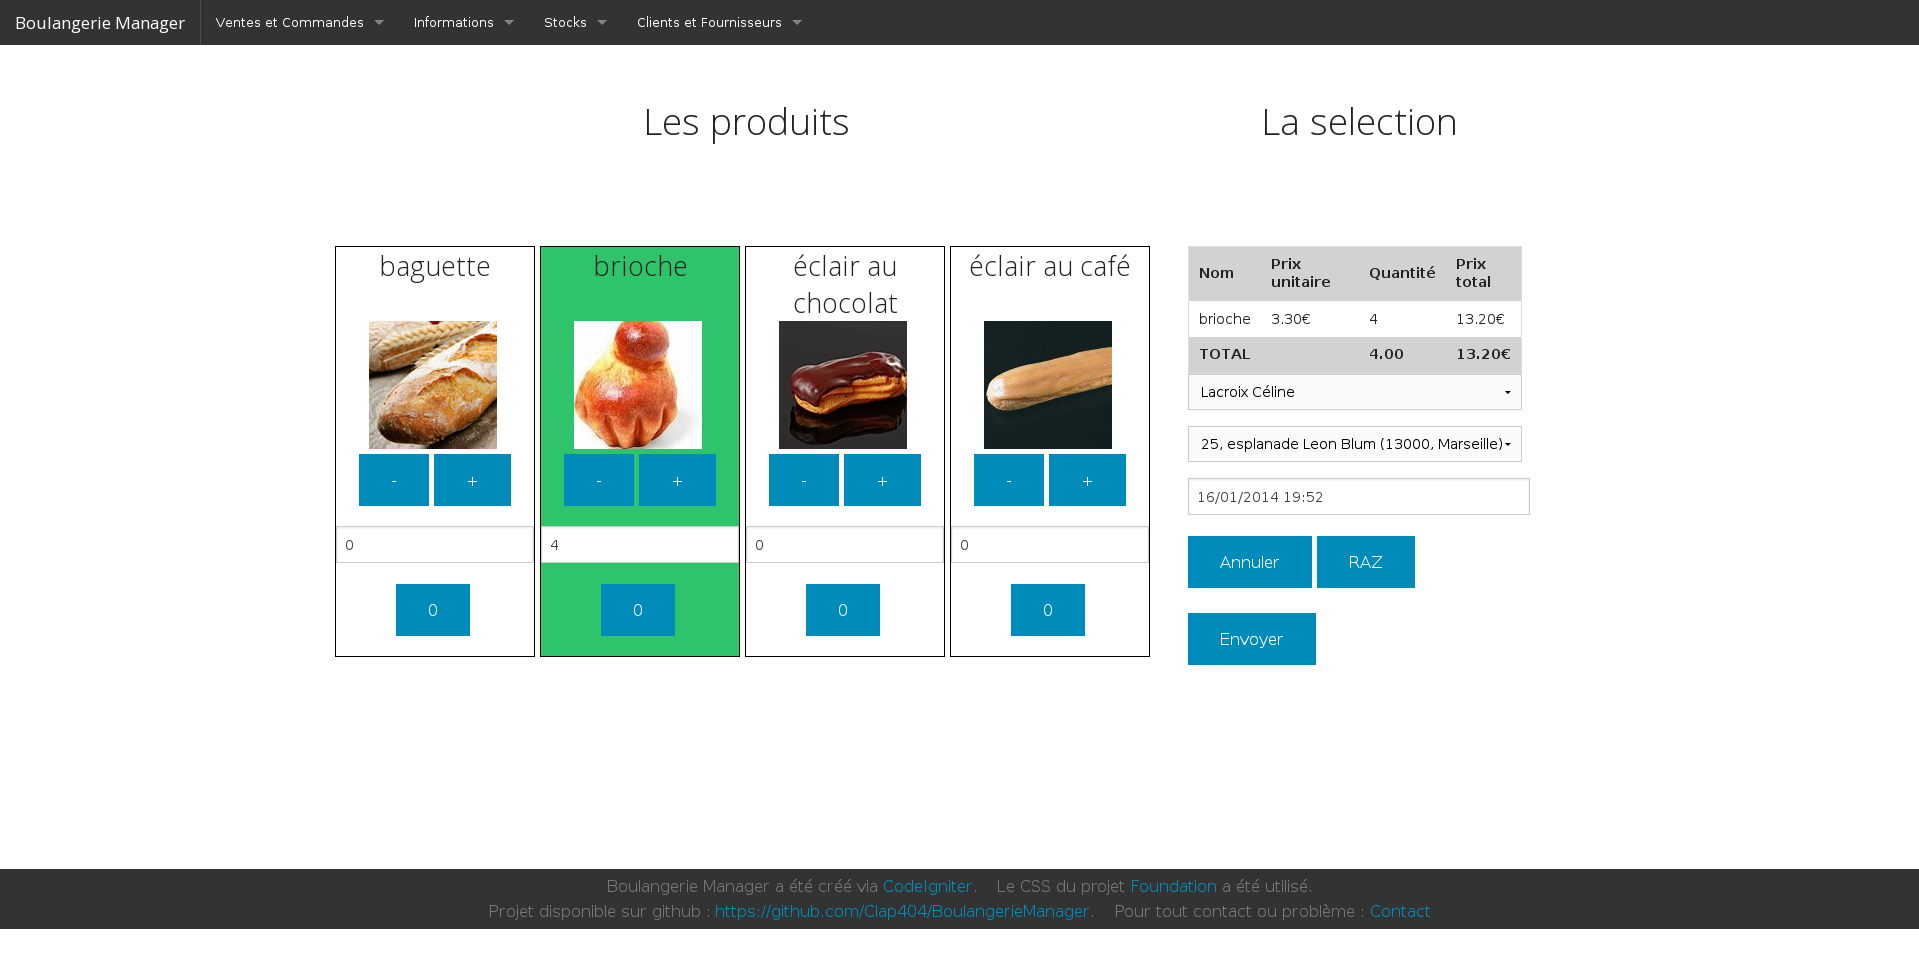 Boulangerie Manager Ventes et Commandes Informations Stocks Clients et Fournisseurs
Les produits
La selection
baguette
- +
0
0
brioche
- +
4
0
éclair au
chocolat
- +
0
0
éclair au café
- +
0
0
Nom Prix unitaire Quantité Prix total
brioche 3.30€ 4 13.20€
TOTAL 4.00 13.20€
Lacroix Céline
25, esplanade Leon Blum (13000, Marseille)
16/01/2014 19:52
Annuler RAZ
Envoyer
Boulangerie Manager a été créé via CodeIgniter. Le CSS du projet Foundation a été utilisé.
Projet disponible sur github : https://github.com/Clap404/BoulangerieManager. Pour tout contact ou problème : Contact